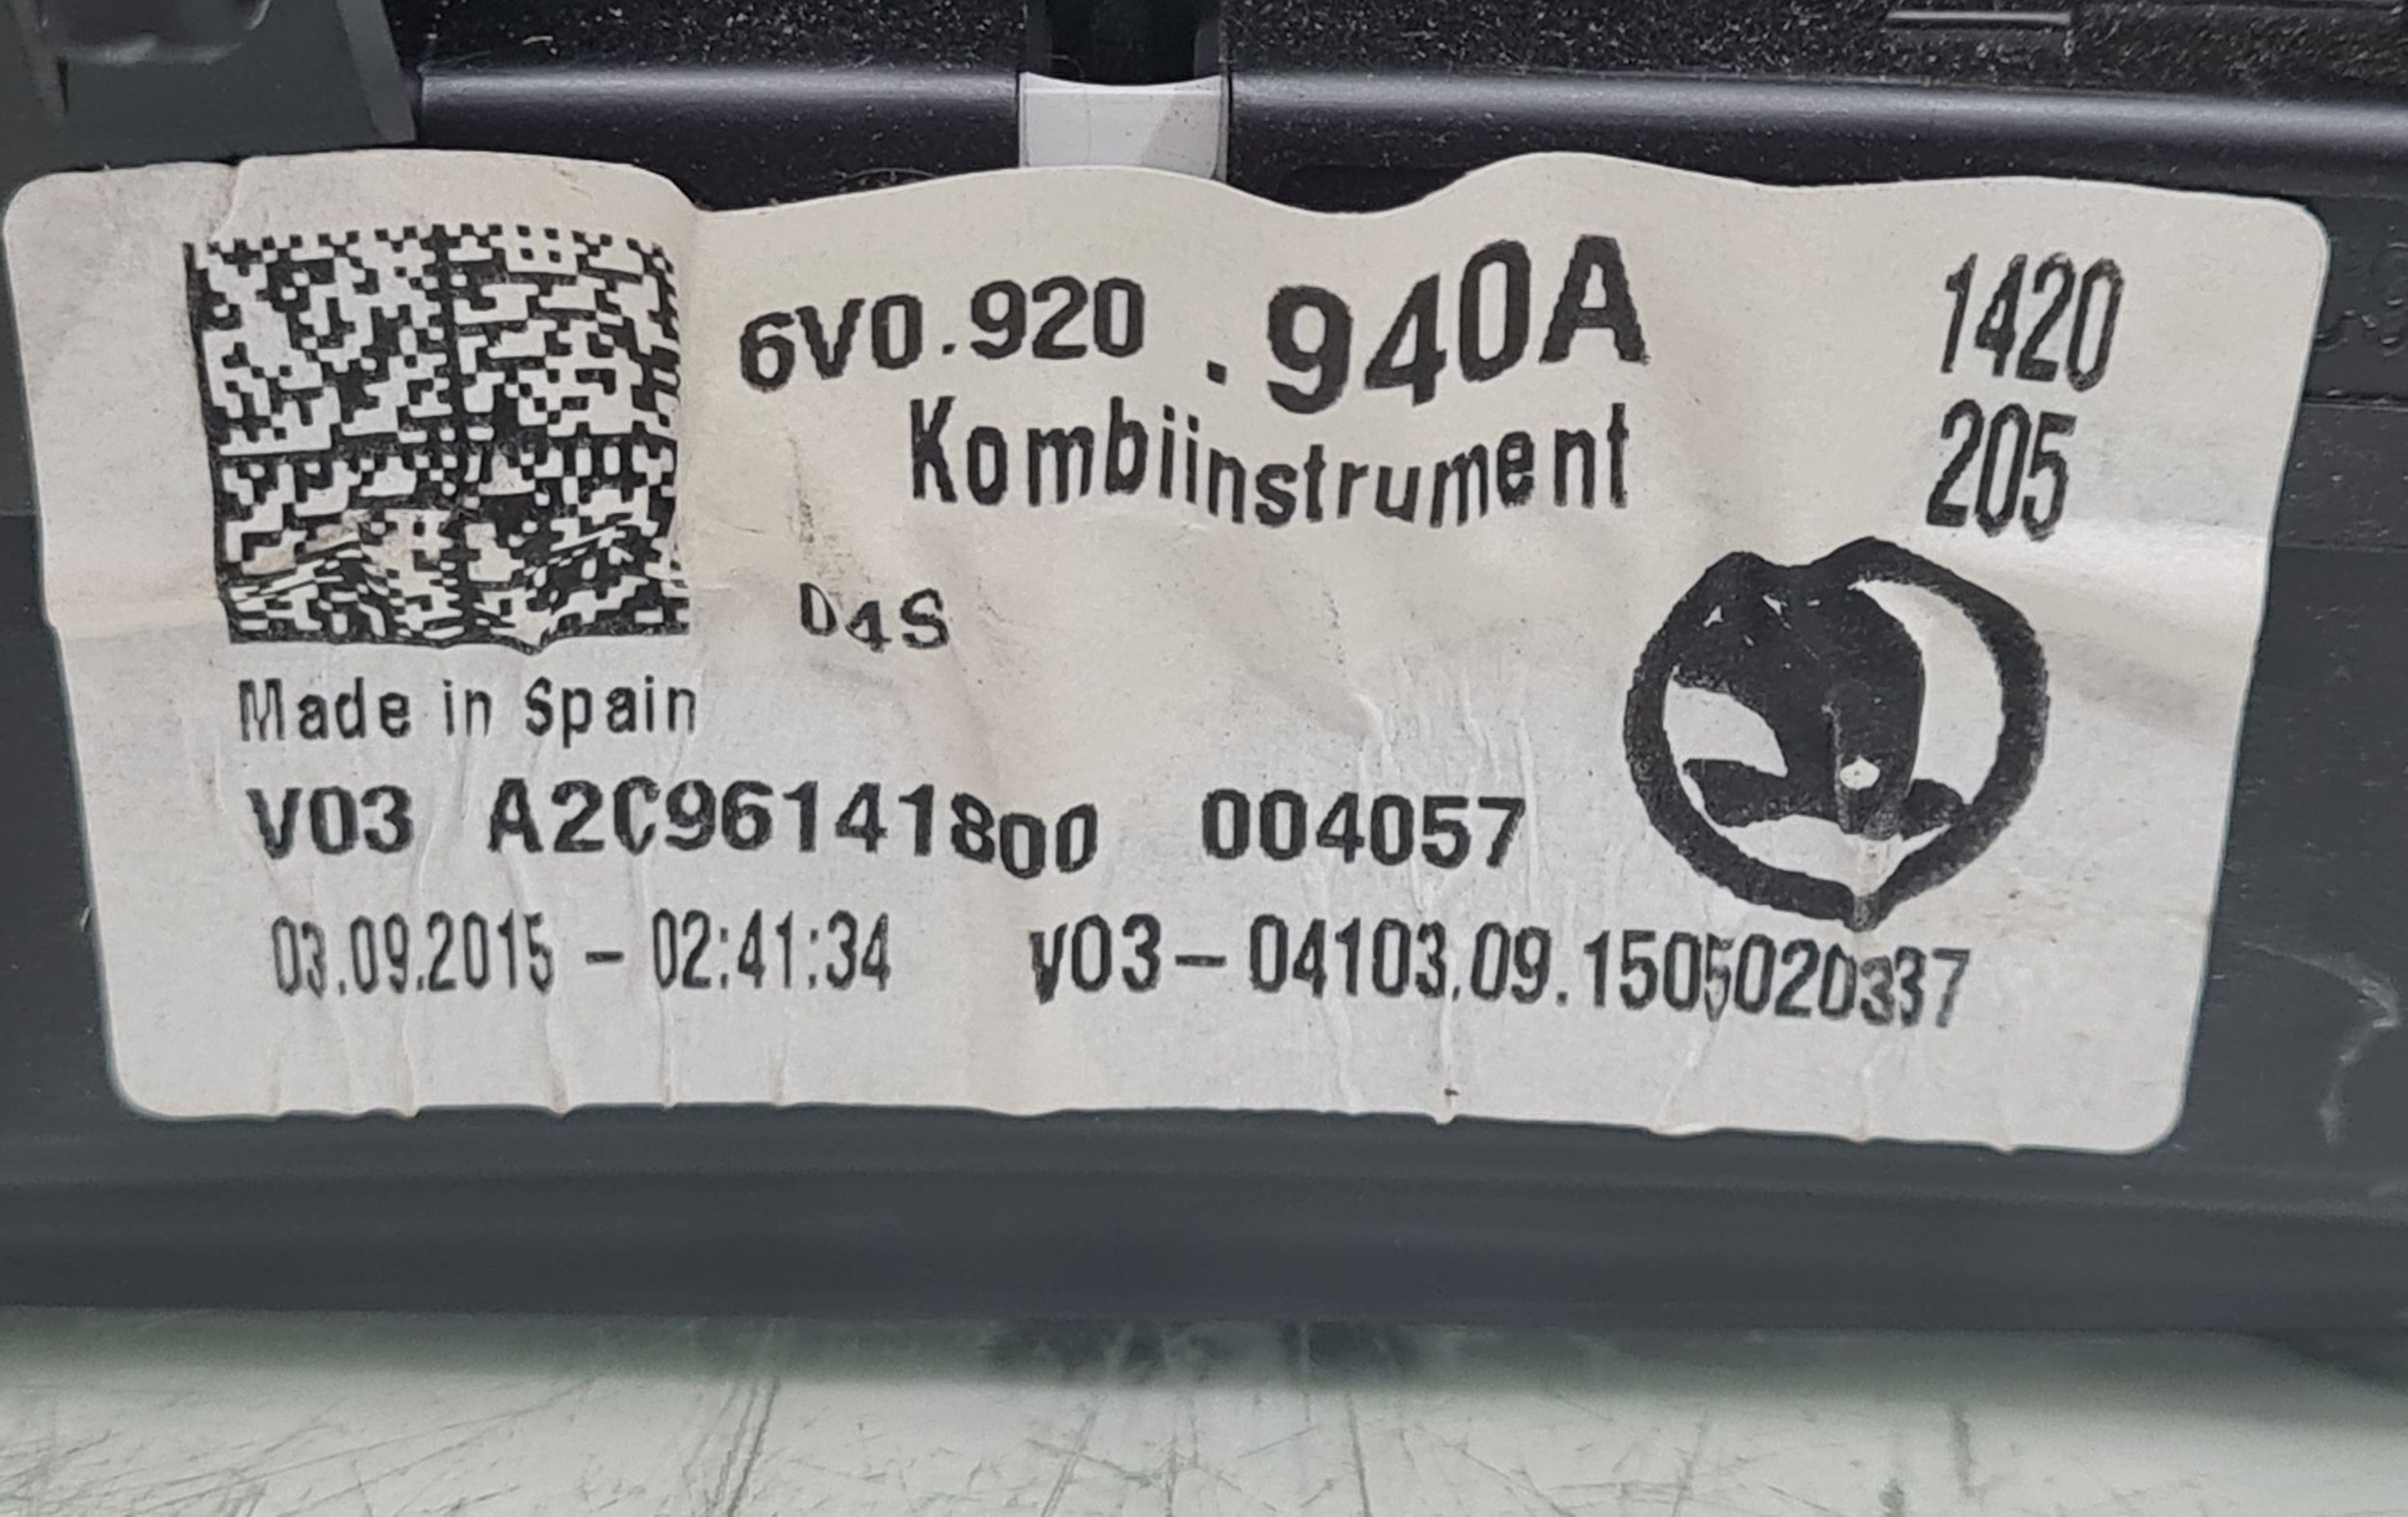 6V0.920.940A 1420
Kombiinstrument 205
04S
Made in Spain
V03 A2C96141800 004057
03.09.2015 - 02:41:34 V03-04103.09.1505020337